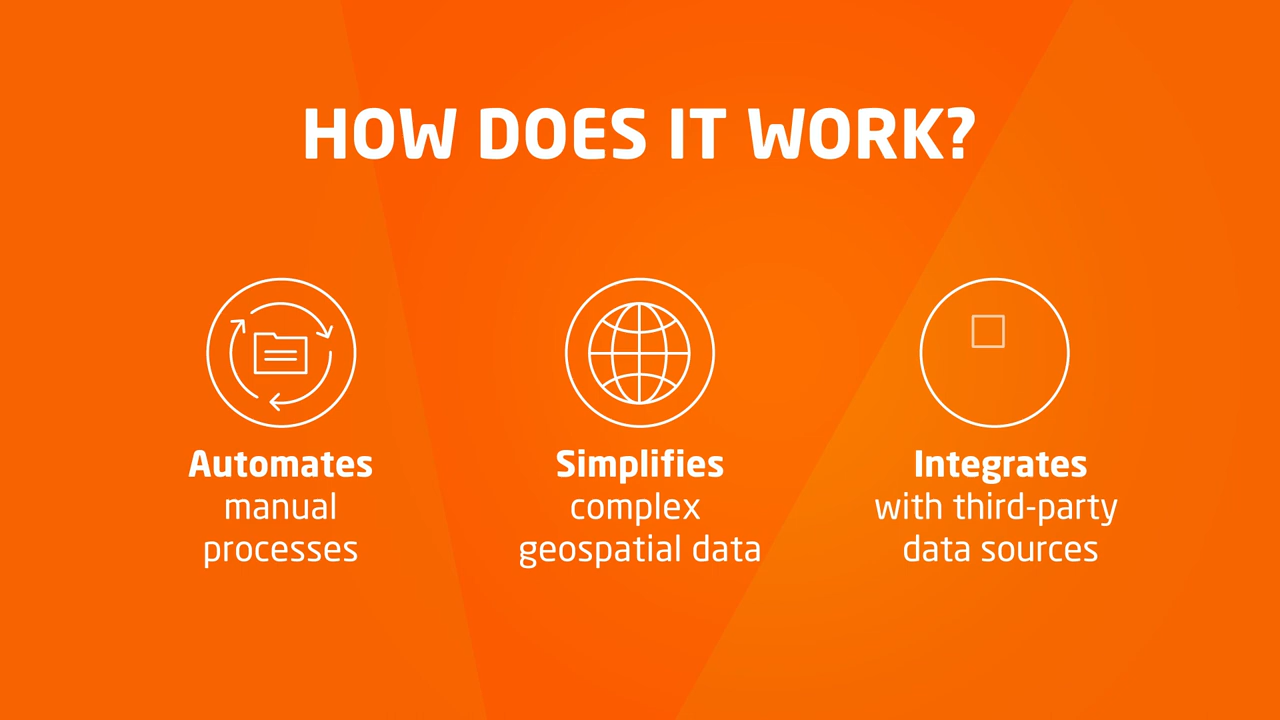 HOW DOES IT WORK?
Automates
manual
processes
Simplifies
complex
geospatial data
Integrates
with third-party
data sources